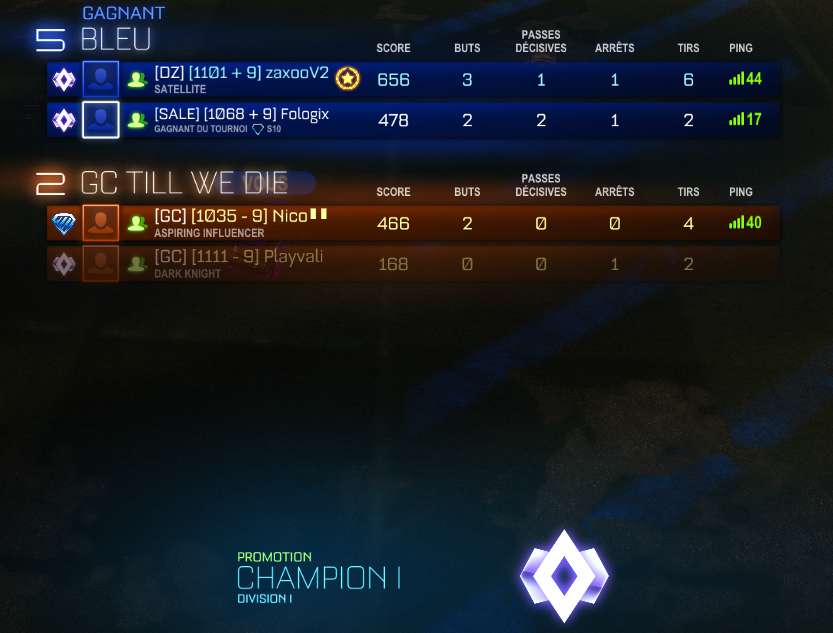 GAGNANT
5 BLEU
SCORE BUTS PASSES DÉCISIVES ARRÊTS TIRS PING
[DZ] [1101 + 9] zaxooV2 656 3 1 1 6 44
SATELLITE
[SALE] [1068 + 9] Fologix 478 2 2 1 2 17
GAGNANT DU TOURNOI S10
2 GC TILL WE DIE
SCORE BUTS PASSES DÉCISIVES ARRÊTS TIRS PING
[GC] [1035 - 9] Nico 466 2 0 0 4 40
ASPIRING INFLUENCER
[GC] [1111 - 9] Playvali 168 0 0 1 2
DARK KNIGHT
PROMOTION
CHAMPION I
DIVISION I